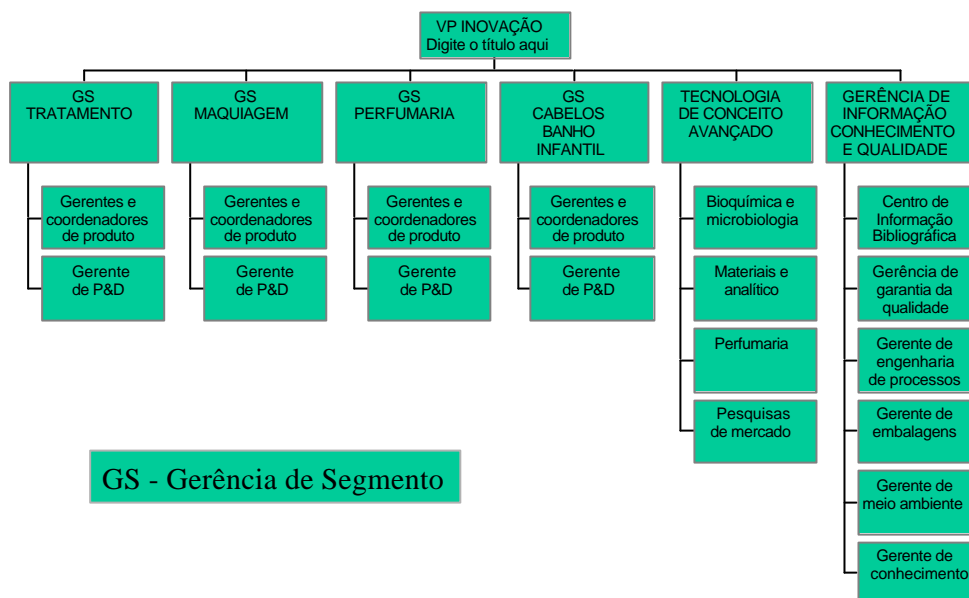 VP INOVAÇÃO
Digite o título aqui
GS
TRATAMENTO
GS
MAQUIAGEM
GS
PERFUMARIA
GS
CABELOS
BANHO
INFANTIL
TECNOLOGIA
DE CONCEITO
AVANÇADO
GERÊNCIA DE
INFORMAÇÃO
CONHECIMENTO
E QUALIDADE
Gerentes e
coordenadores
de produto
Gerente
de P&D
Gerentes e
coordenadores
de produto
Gerente
de P&D
Gerentes e
coordenadores
de produto
Gerente
de P&D
Gerentes e
coordenadores
de produto
Gerente
de P&D
Bioquímica e
microbiologia
Materiais e
analítico
Perfumaria
Pesquisas
de mercado
Centro de
Informação
Bibliográfica
Gerência de
garantia da
qualidade
Gerente de
engenharia
de processos
Gerente de
embalagens
Gerente de
meio ambiente
Gerente de
conhecimento
GS - Gerência de Segmento